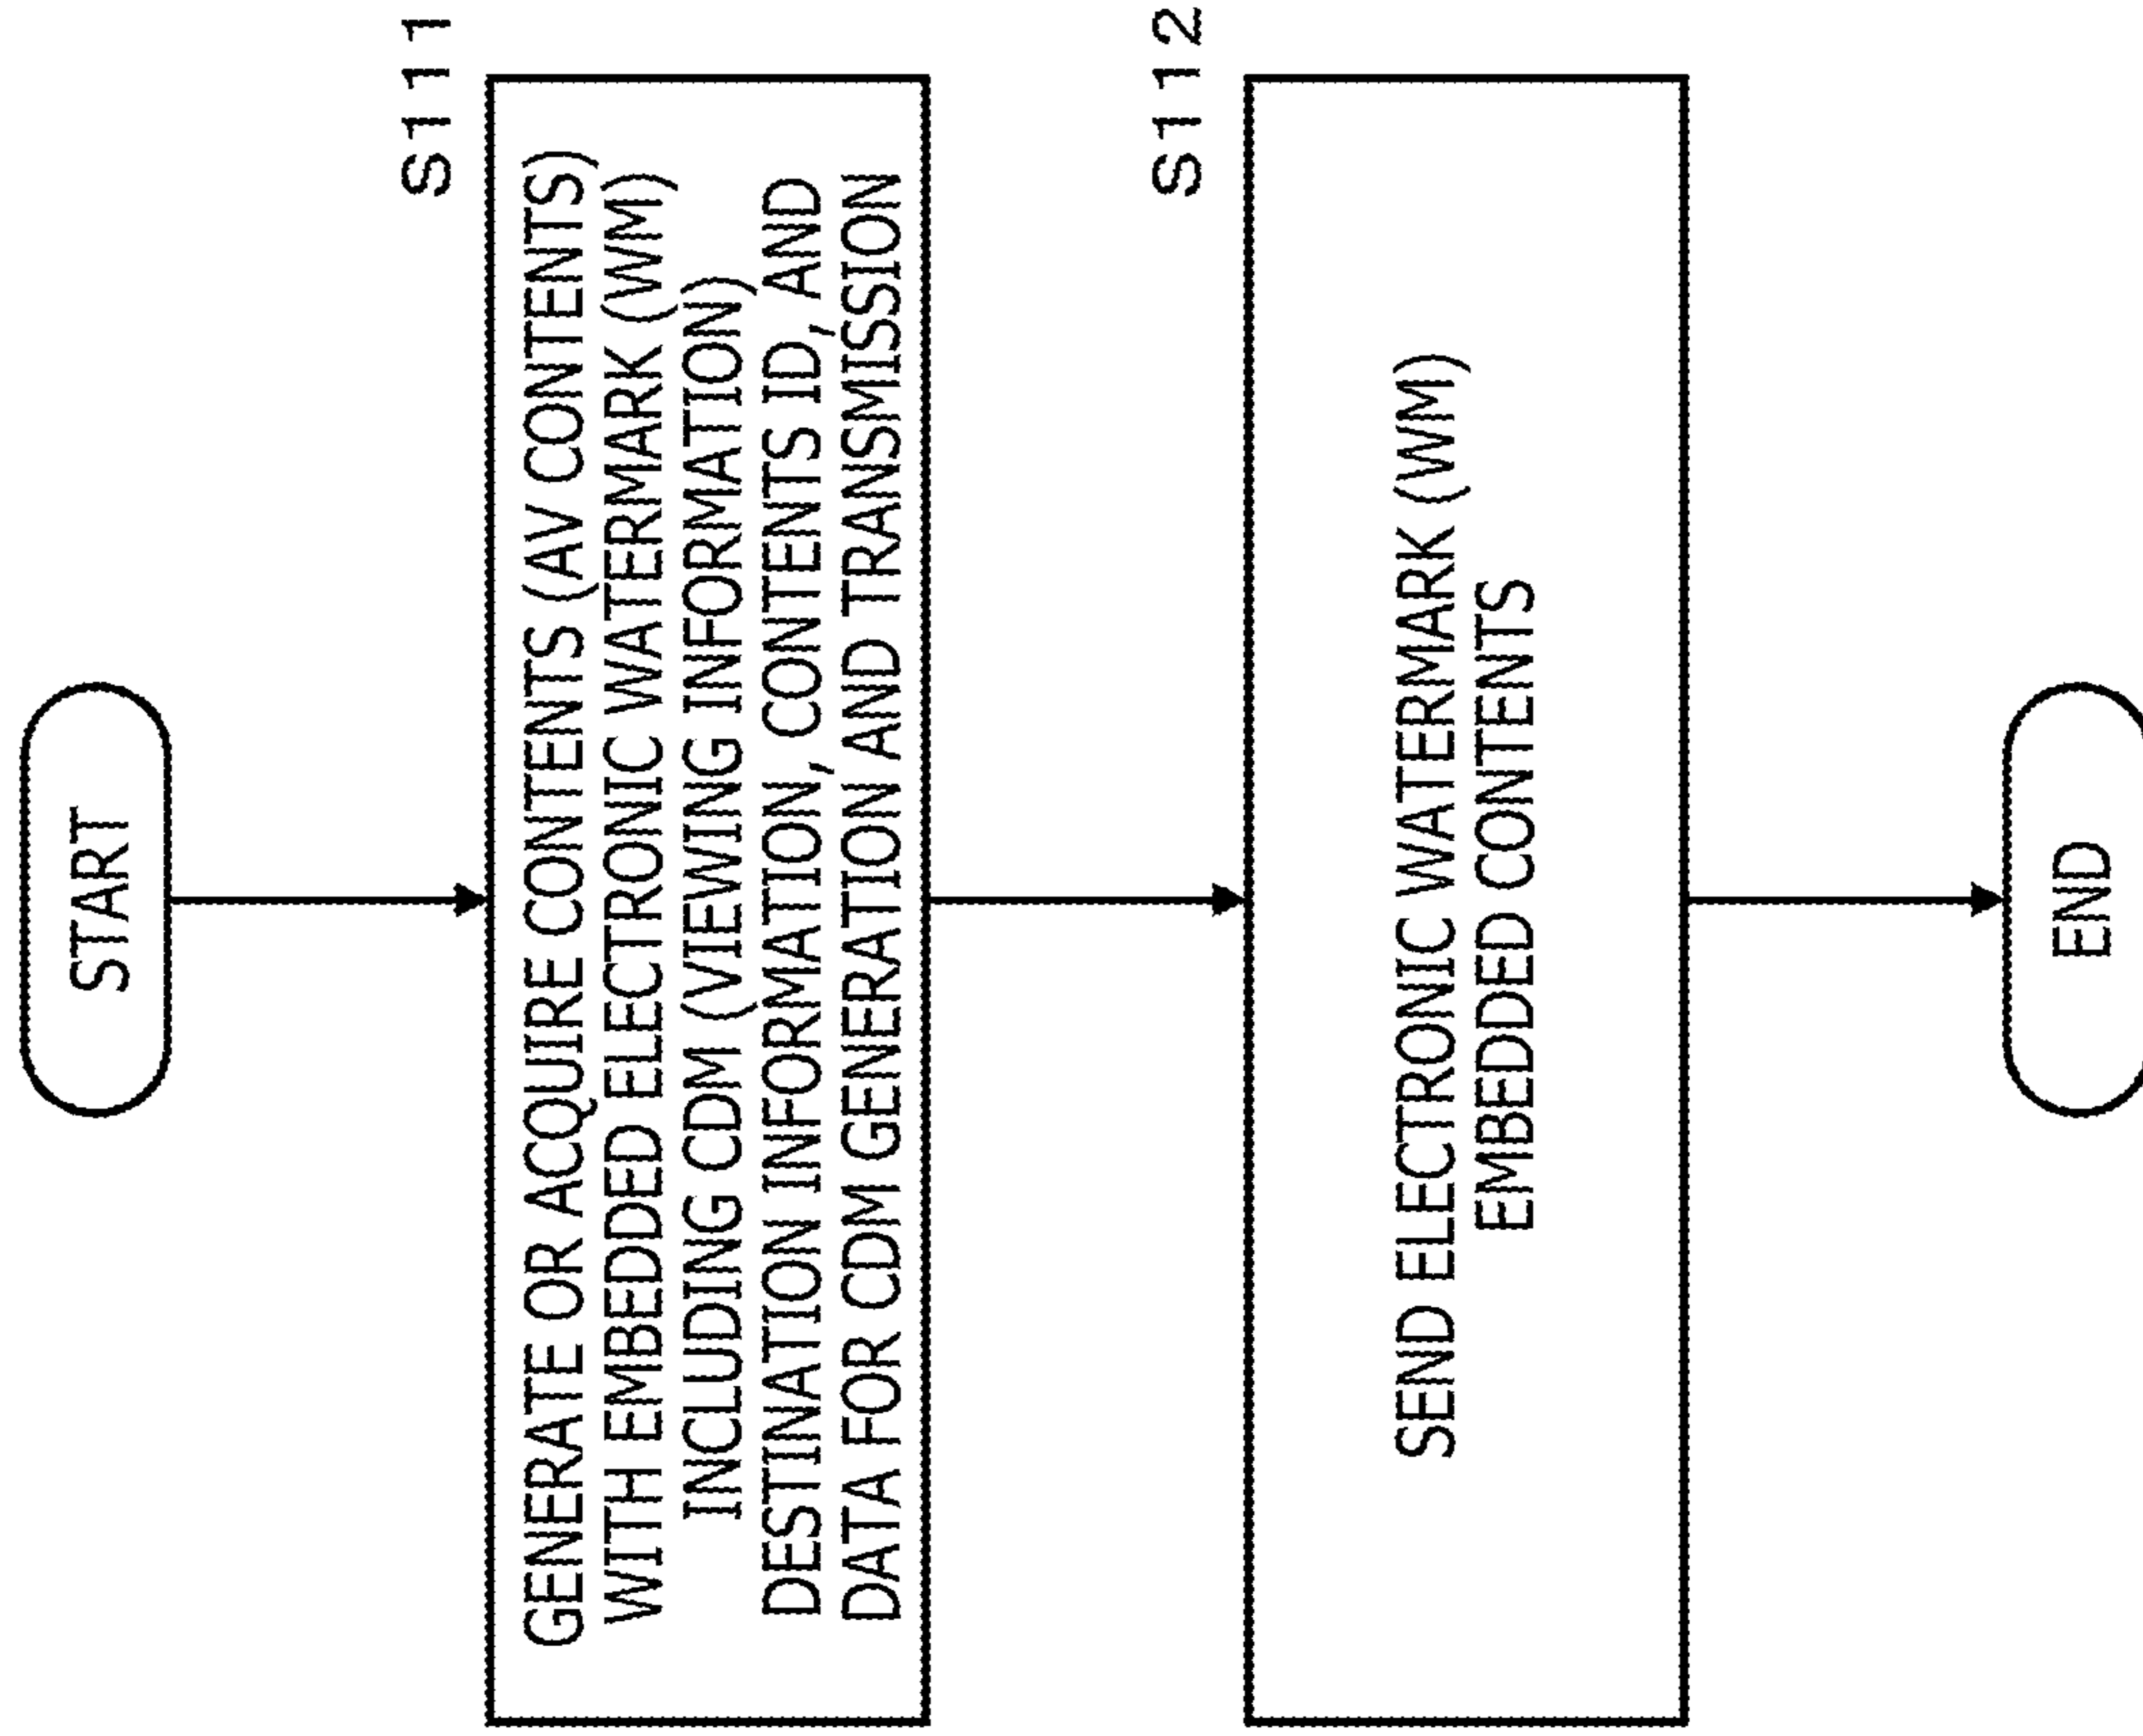 START
S111
GENERATE OR ACQUIRE CONTENTS (AV CONTENTS)
WITH EMBEDDED ELECTRONIC WATERMARK (WM)
INCLUDING CDM (VIEWING INFORMATION)
DESTINATION INFORMATION, CONTENTS ID, AND
DATA FOR CDM GENERATION AND TRANSMISSION
S112
SEND ELECTRONIC WATERMARK (WM)
EMBEDDED CONTENTS
END